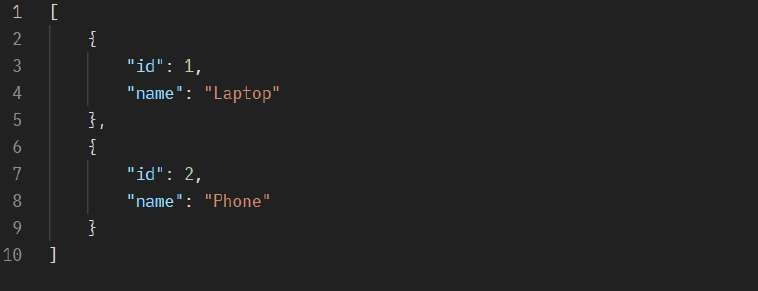 1 [
2     {
3         "id": 1,
4         "name": "Laptop"
5     },
6     {
7         "id": 2,
8         "name": "Phone"
9     }
10 ]